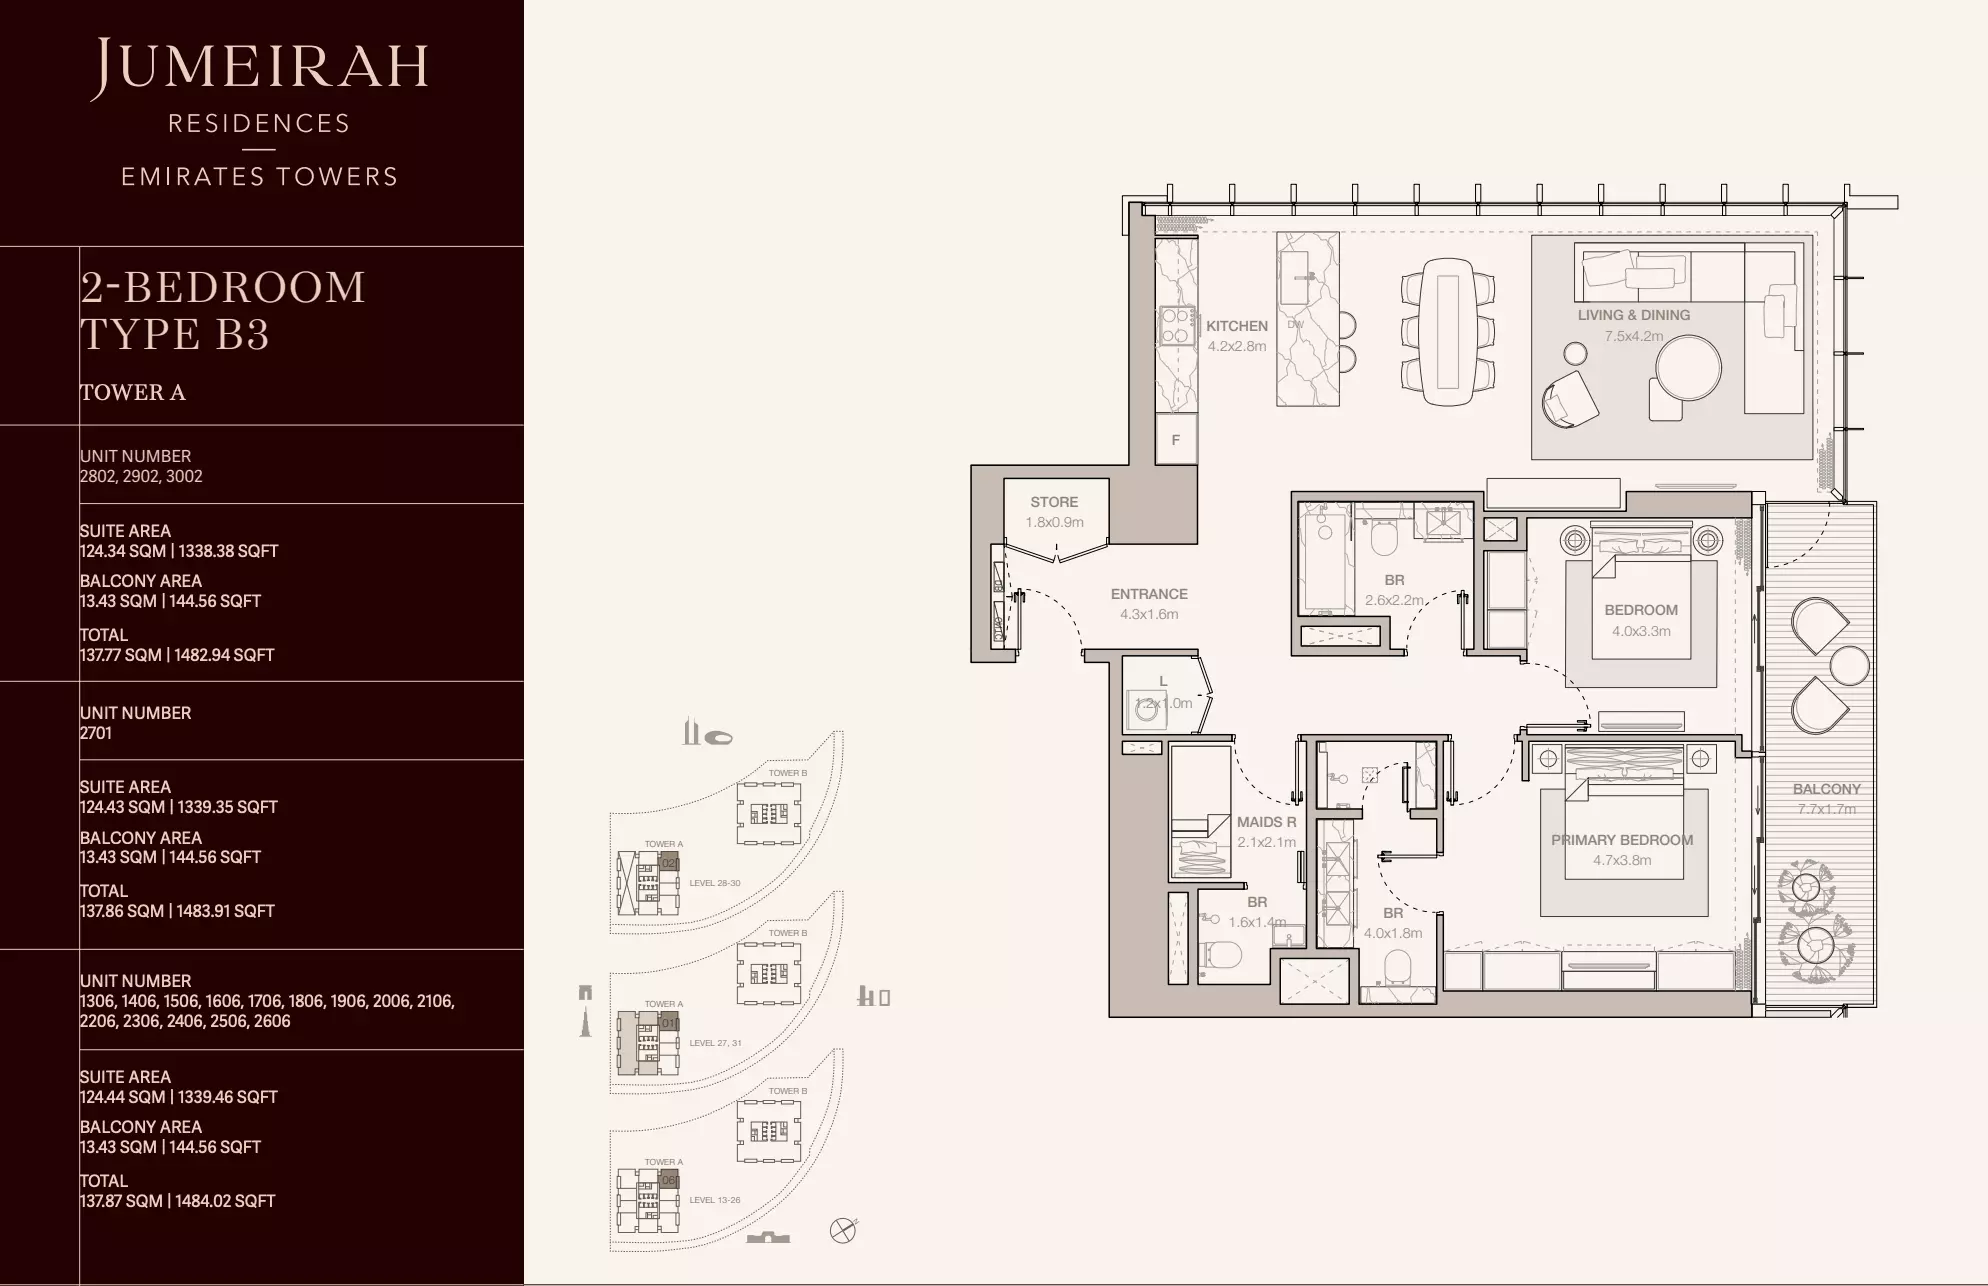 JUMEIRAH
RESIDENCES
EMIRATES TOWERS
2-BEDROOM
TYPE B3
TOWER A
UNIT NUMBER
2802, 2902, 3002
SUITE AREA
124.34 SQM | 1338.38 SQFT
BALCONY AREA
13.43 SQM | 144.56 SQFT
TOTAL
137.77 SQM | 1482.94 SQFT
UNIT NUMBER
2701
SUITE AREA
124.43 SQM | 1339.35 SQFT
BALCONY AREA
13.43 SQM | 144.56 SQFT
TOTAL
137.86 SQM | 1483.91 SQFT
UNIT NUMBER
1306, 1406, 1506, 1606, 1706, 1806, 1906, 2006, 2106,
2206, 2306, 2406, 2506, 2606
SUITE AREA
124.44 SQM | 1339.46 SQFT
BALCONY AREA
13.43 SQM | 144.56 SQFT
TOTAL
137.87 SQM | 1484.02 SQFT
TOWER B
TOWER A
02
LEVEL 28-30
TOWER B
TOWER A
01
LEVEL 27, 31
TOWER B
TOWER A
06
LEVEL 13-26
KITCHEN
4.2x2.8m
DW
F
LIVING & DINING
7.5x4.2m
STORE
1.8x0.9m
ENTRANCE
4.3x1.6m
BR
2.6x2.2m
BEDROOM
4.0x3.3m
L
1.2x1.0m
MAIDS R
2.1x2.1m
BR
1.6x1.4m
BR
4.0x1.8m
PRIMARY BEDROOM
4.7x3.8m
BALCONY
7.7x1.7m